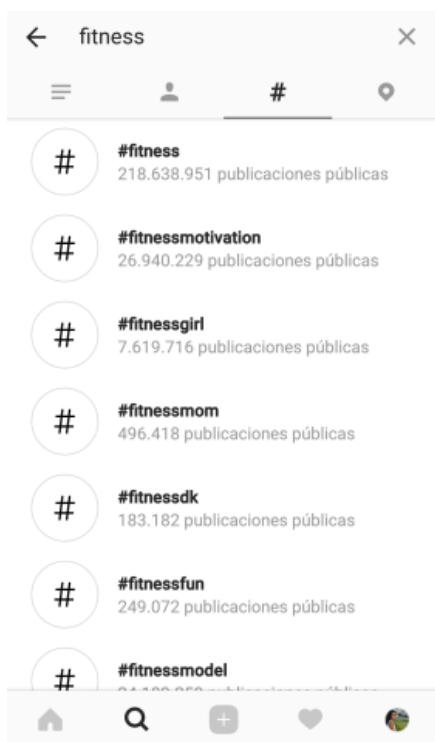 fitness
#
# #fitness
218.638.951 publicaciones públicas
# #fitnessmotivation
26.940.229 publicaciones públicas
# #fitnessgirl
7.619.716 publicaciones públicas
# #fitnessmom
496.418 publicaciones públicas
# #fitnessdk
183.182 publicaciones públicas
# #fitnessfun
249.072 publicaciones públicas
# #fitnessmodel